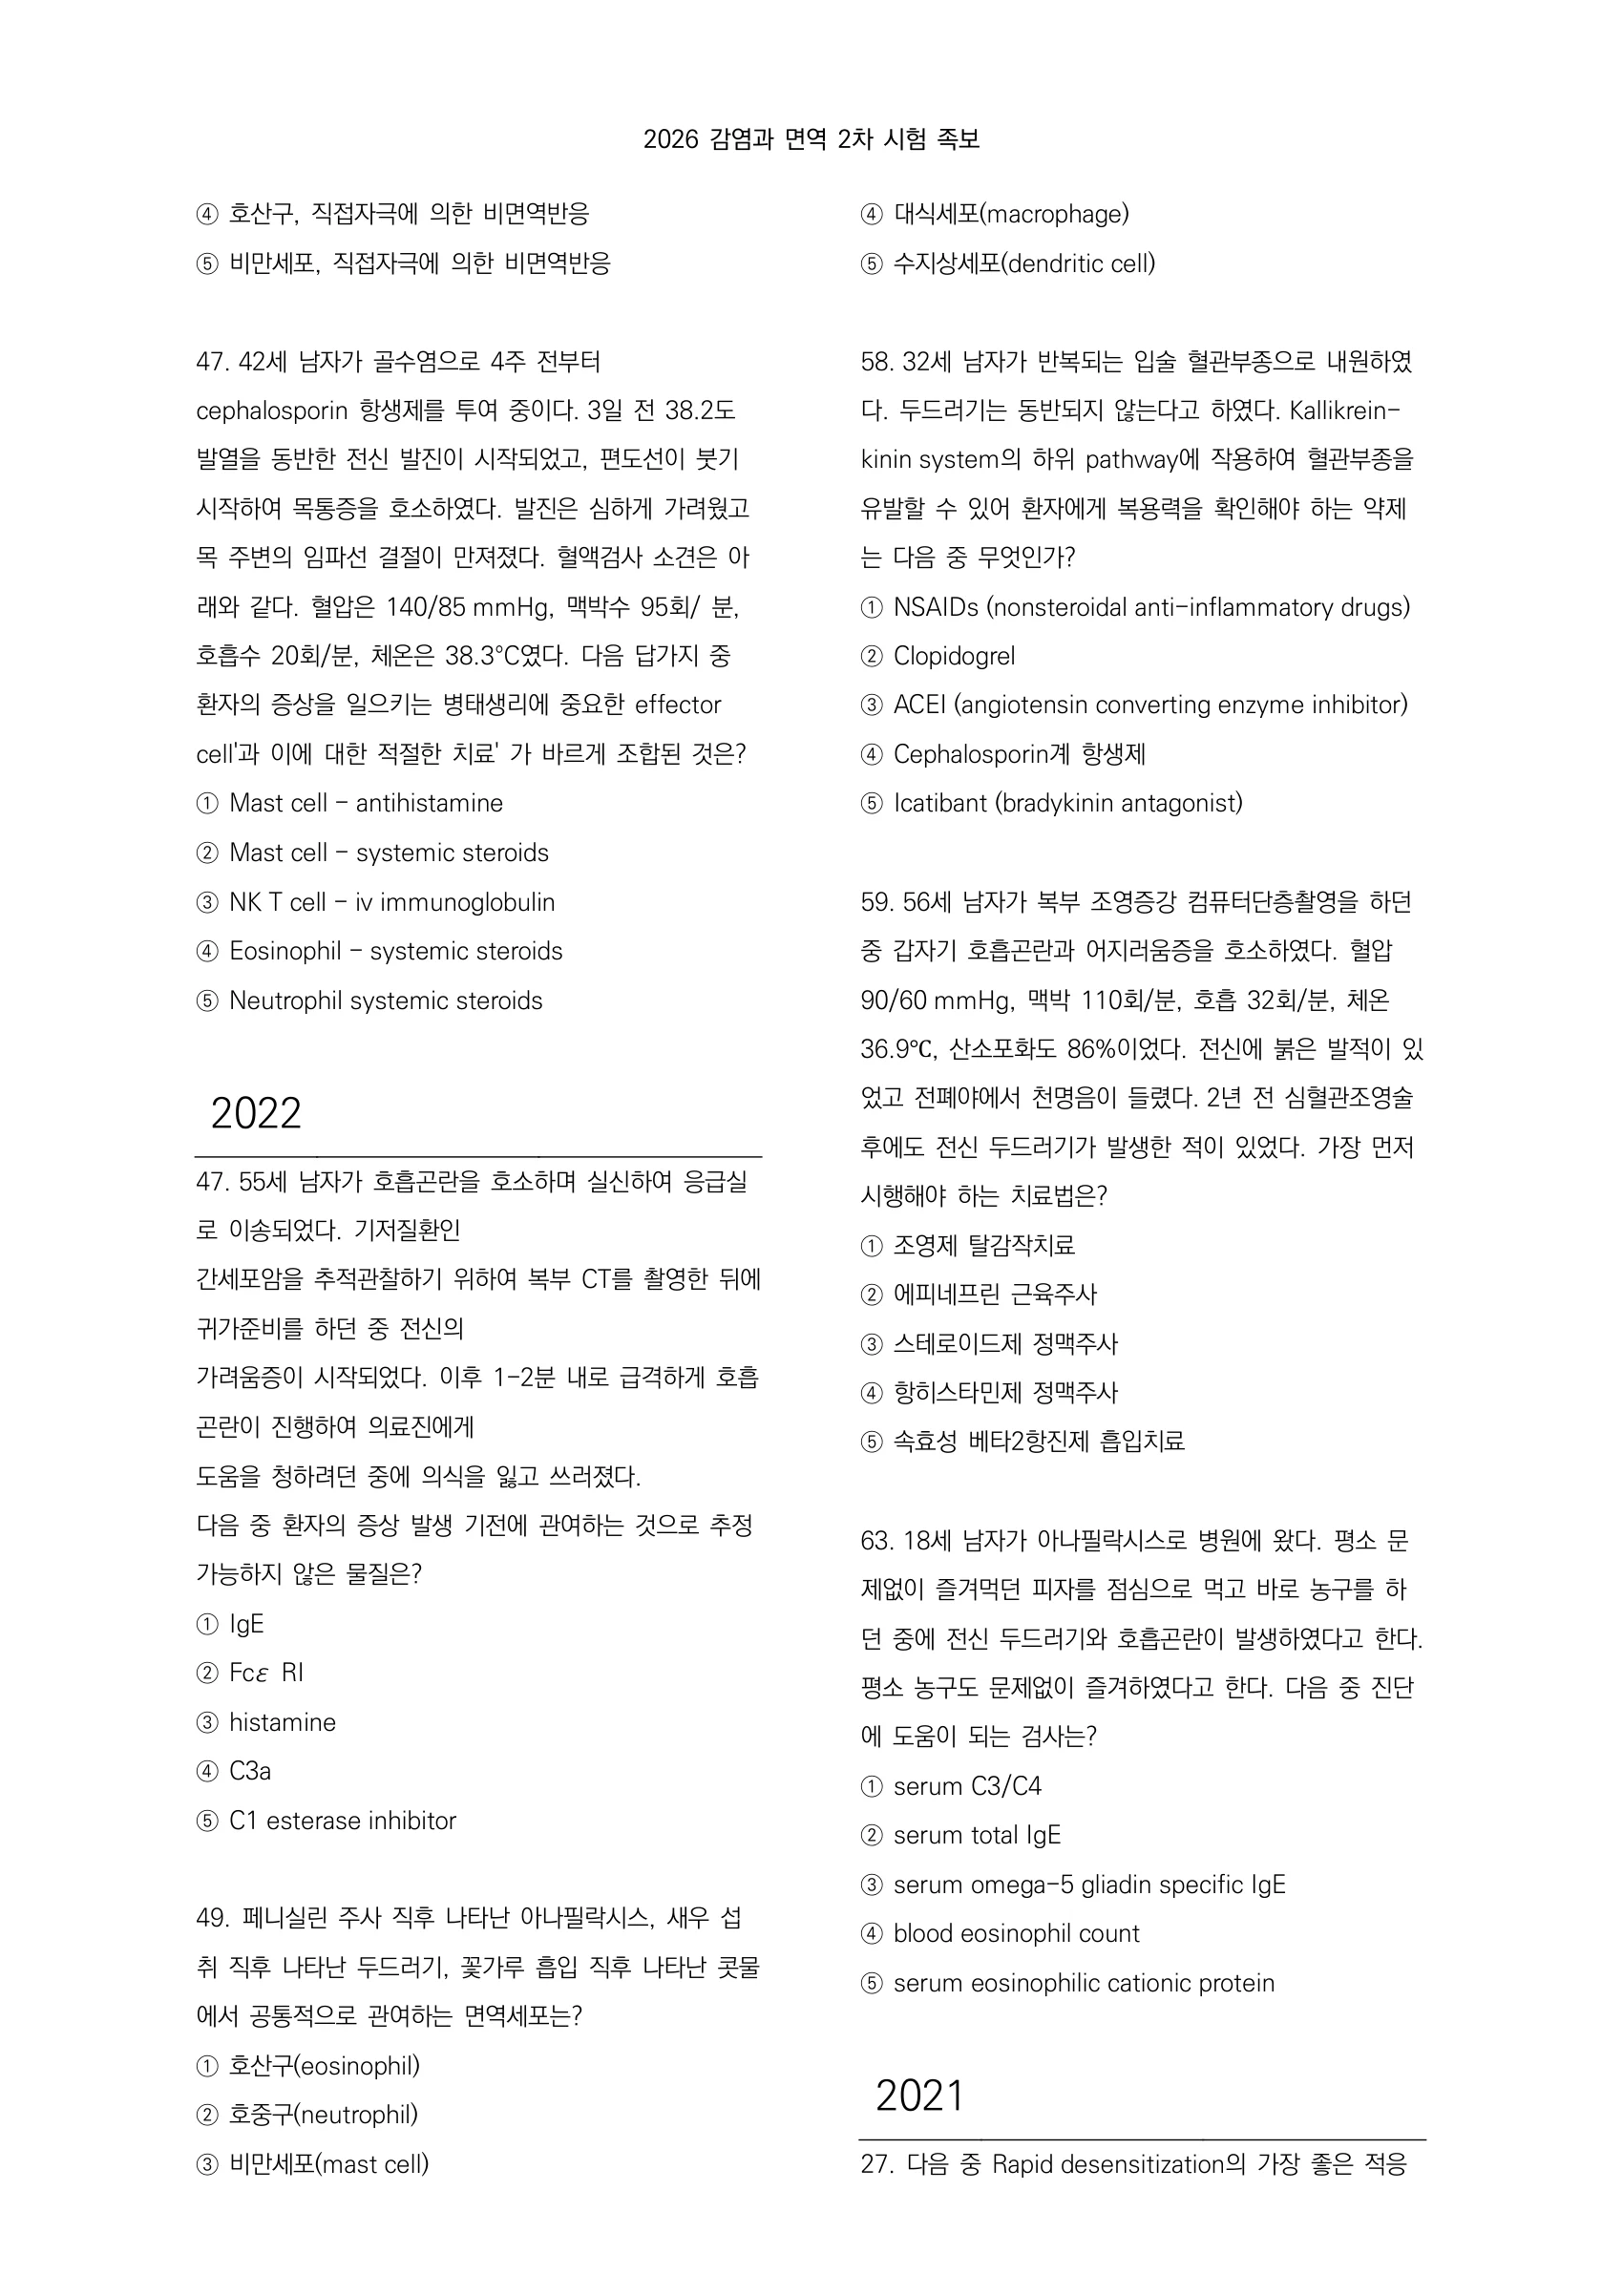 2026 감염과 면역 2차 시험 족보
④ 호산구, 직접자극에 의한 비면역반응
⑤ 비만세포, 직접자극에 의한 비면역반응
47. 42세 남자가 골수염으로 4주 전부터
cephalosporin 항생제를 투여 중이다. 3일 전 38.2도
발열을 동반한 전신 발진이 시작되었고, 편도선이 붓기
시작하여 목통증을 호소하였다. 발진은 심하게 가려웠고
목 주변의 임파선 결절이 만져졌다. 혈액검사 소견은 아
래와 같다. 혈압은 140/85 mmHg, 맥박수 95회/ 분,
호흡수 20회/분, 체온은 38.3°C였다. 다음 답가지 중
환자의 증상을 일으키는 병태생리에 중요한 effector
cell'과 이에 대한 적절한 치료' 가 바르게 조합된 것은?
① Mast cell - antihistamine
② Mast cell - systemic steroids
③ NK T cell - iv immunoglobulin
④ Eosinophil - systemic steroids
⑤ Neutrophil systemic steroids
2022
47. 55세 남자가 호흡곤란을 호소하며 실신하여 응급실
로 이송되었다. 기저질환인
간세포암을 추적관찰하기 위하여 복부 CT를 촬영한 뒤에
귀가준비를 하던 중 전신의
가려움증이 시작되었다. 이후 1-2분 내로 급격하게 호흡
곤란이 진행하여 의료진에게
도움을 청하려던 중에 의식을 잃고 쓰러졌다.
다음 중 환자의 증상 발생 기전에 관여하는 것으로 추정
가능하지 않은 물질은?
① IgE
② Fcε RI
③ histamine
④ C3a
⑤ C1 esterase inhibitor
49. 페니실린 주사 직후 나타난 아나필락시스, 새우 섭
취 직후 나타난 두드러기, 꽃가루 흡입 직후 나타난 콧물
에서 공통적으로 관여하는 면역세포는?
① 호산구(eosinophil)
② 호중구(neutrophil)
③ 비만세포(mast cell)
④ 대식세포(macrophage)
⑤ 수지상세포(dendritic cell)
58. 32세 남자가 반복되는 입술 혈관부종으로 내원하였
다. 두드러기는 동반되지 않는다고 하였다. Kallikrein-
kinin system의 하위 pathway에 작용하여 혈관부종을
유발할 수 있어 환자에게 복용력을 확인해야 하는 약제
는 다음 중 무엇인가?
① NSAIDs (nonsteroidal anti-inflammatory drugs)
② Clopidogrel
③ ACEI (angiotensin converting enzyme inhibitor)
④ Cephalosporin계 항생제
⑤ Icatibant (bradykinin antagonist)
59. 56세 남자가 복부 조영증강 컴퓨터단층촬영을 하던
중 갑자기 호흡곤란과 어지러움증을 호소하였다. 혈압
90/60 mmHg, 맥박 110회/분, 호흡 32회/분, 체온
36.9℃, 산소포화도 86%이었다. 전신에 붉은 발적이 있
었고 전폐야에서 천명음이 들렸다. 2년 전 심혈관조영술
후에도 전신 두드러기가 발생한 적이 있었다. 가장 먼저
시행해야 하는 치료법은?
① 조영제 탈감작치료
② 에피네프린 근육주사
③ 스테로이드제 정맥주사
④ 항히스타민제 정맥주사
⑤ 속효성 베타2항진제 흡입치료
63. 18세 남자가 아나필락시스로 병원에 왔다. 평소 문
제없이 즐겨먹던 피자를 점심으로 먹고 바로 농구를 하
던 중에 전신 두드러기와 호흡곤란이 발생하였다고 한다.
평소 농구도 문제없이 즐겨하였다고 한다. 다음 중 진단
에 도움이 되는 검사는?
① serum C3/C4
② serum total IgE
③ serum omega-5 gliadin specific IgE
④ blood eosinophil count
⑤ serum eosinophilic cationic protein
2021
27. 다음 중 Rapid desensitization의 가장 좋은 적응